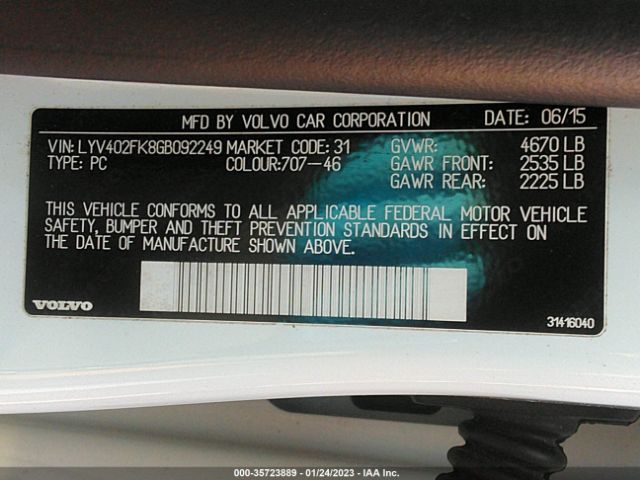 MFD BY VOLVO CAR CORPORATION DATE: 06/15
VIN: LYV402FK8GB092249 MARKET CODE: 31 GVWR: 4670 LB
TYPE: PC COLOUR:707-46 GAWR FRONT: 2535 LB
GAWR REAR: 2225 LB
THIS VEHICLE CONFORMS TO ALL APPLICABLE FEDERAL MOTOR VEHICLE
SAFETY, BUMPER AND THEFT PREVENTION STANDARDS IN EFFECT ON
THE DATE OF MANUFACTURE SHOWN ABOVE.
VOLVO 31416040
000-35723889 - 01/24/2023 - IAA Inc.